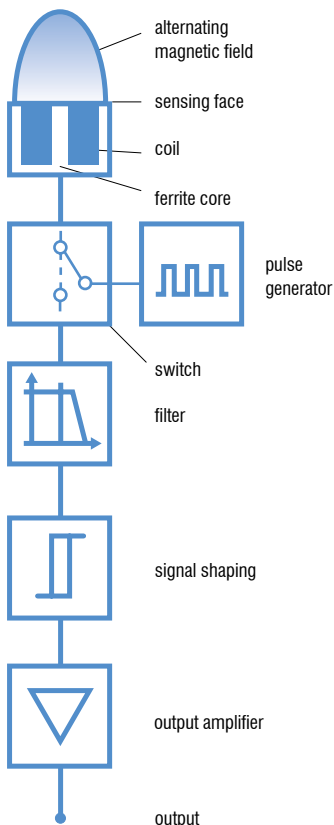 alternating
magnetic field
sensing face
coil
ferrite core
pulse
generator
switch
filter
signal shaping
output amplifier
output